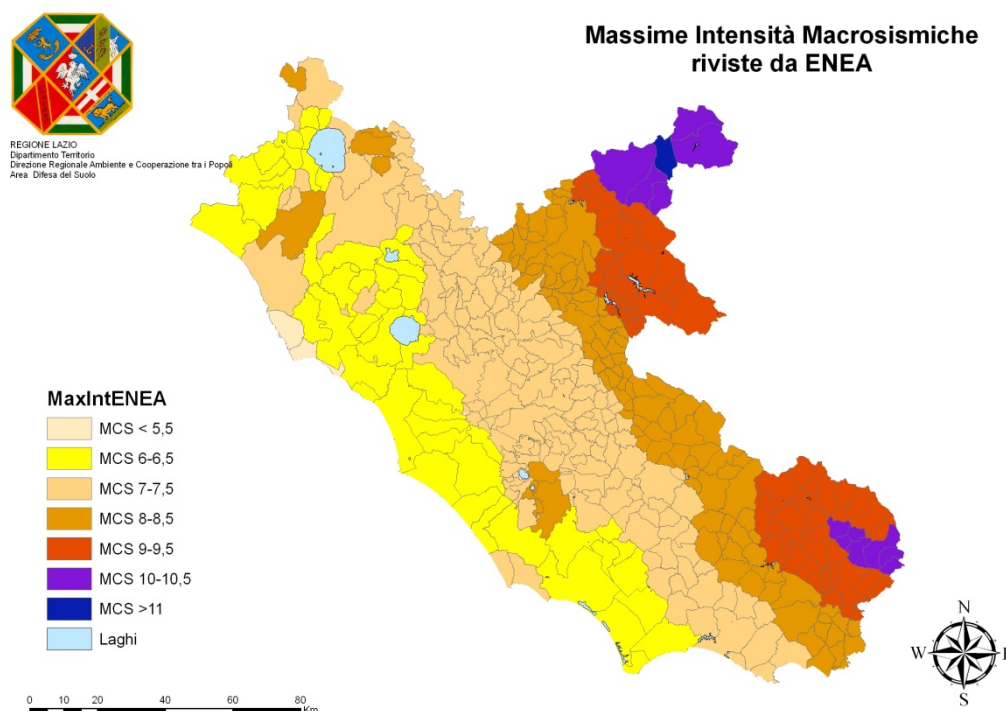 Massime Intensità Macrosismiche
riviste da ENEA
REGIONE LAZIO
Dipartimento Territorio
Direzione Regionale Ambiente e Cooperazione tra i Popoli
Area Difesa del Suolo
MaxIntENEA
MCS < 5,5
MCS 6-6,5
MCS 7-7,5
MCS 8-8,5
MCS 9-9,5
MCS 10-10,5
MCS >11
Laghi
0 10 20 40 60 80
Km
N
W E
S